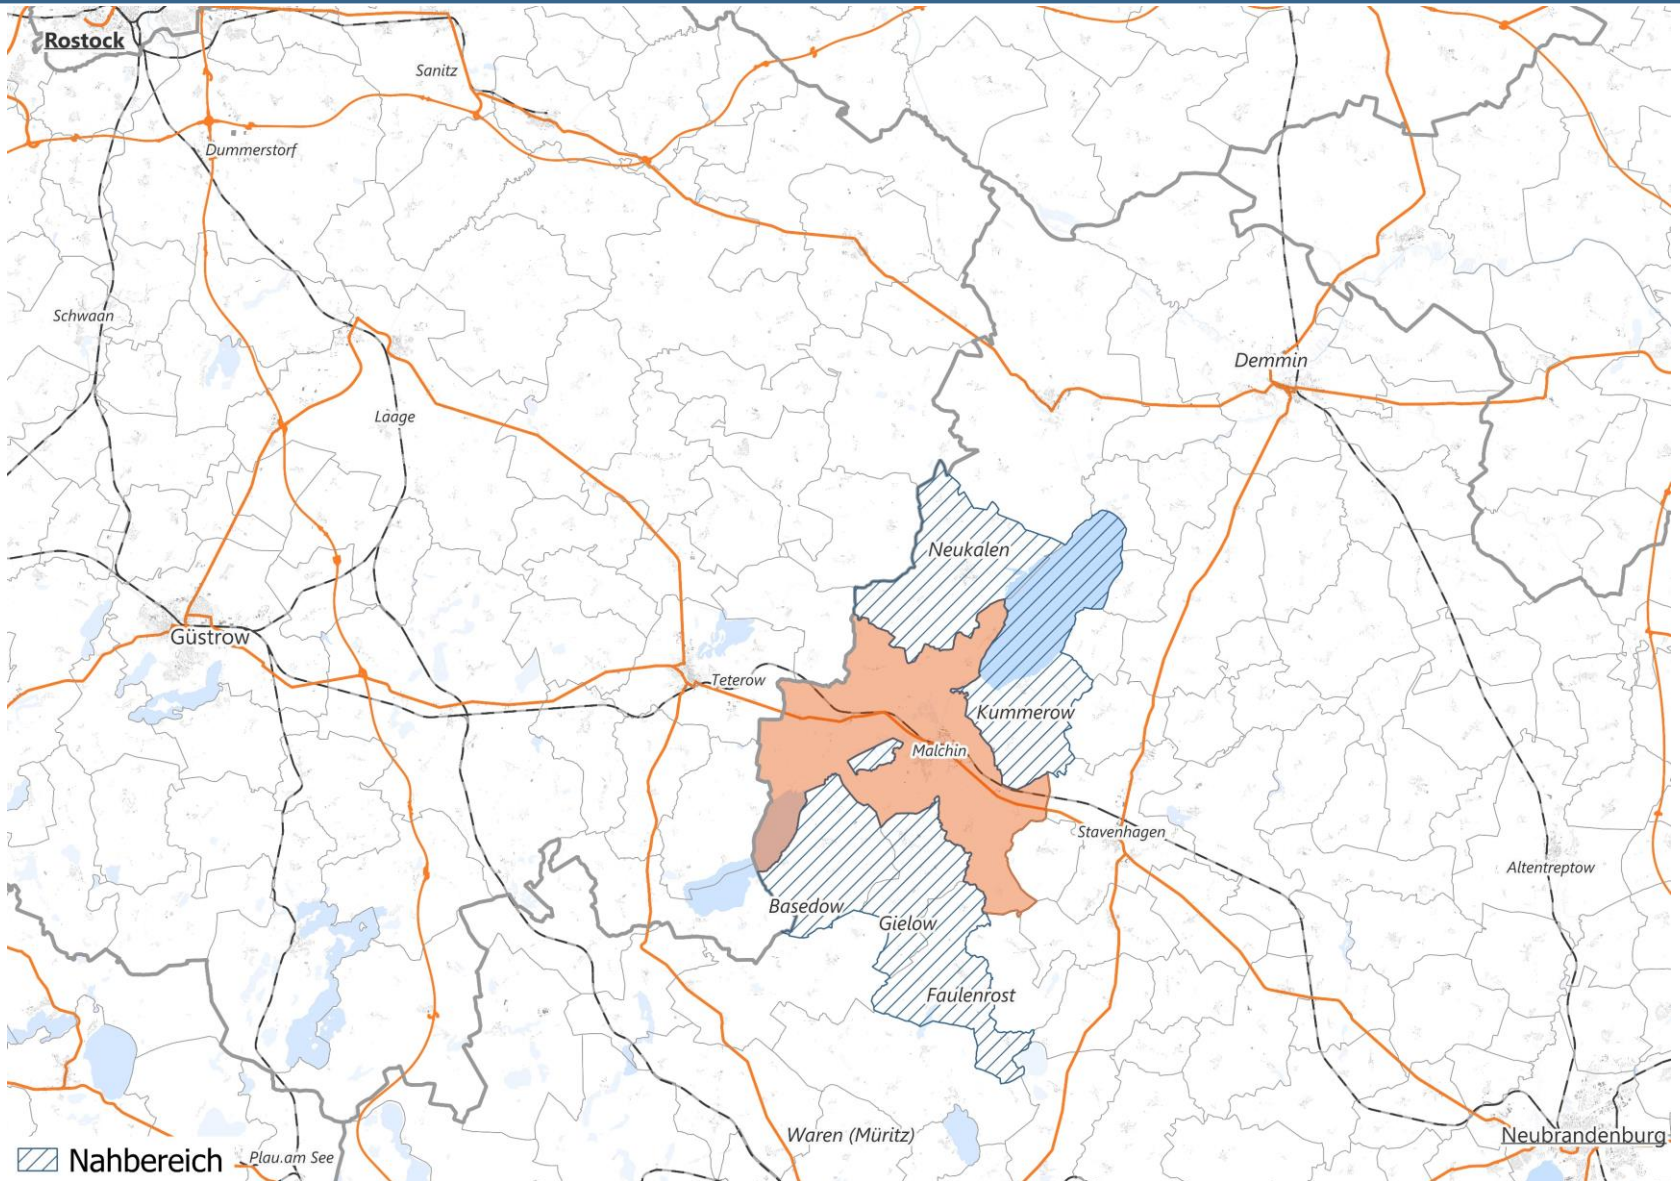 Rostock
Sanitz
Dummerstorf
Schwaan
Demmin
Laage
Neukalen
Güstrow
Teterow
Kummerow
Malchin
Stavenhagen
Altentreptow
Basedow
Gielow
Faulenrost
Waren (Müritz)
Neubrandenburg
Nahbereich
Plau.am See